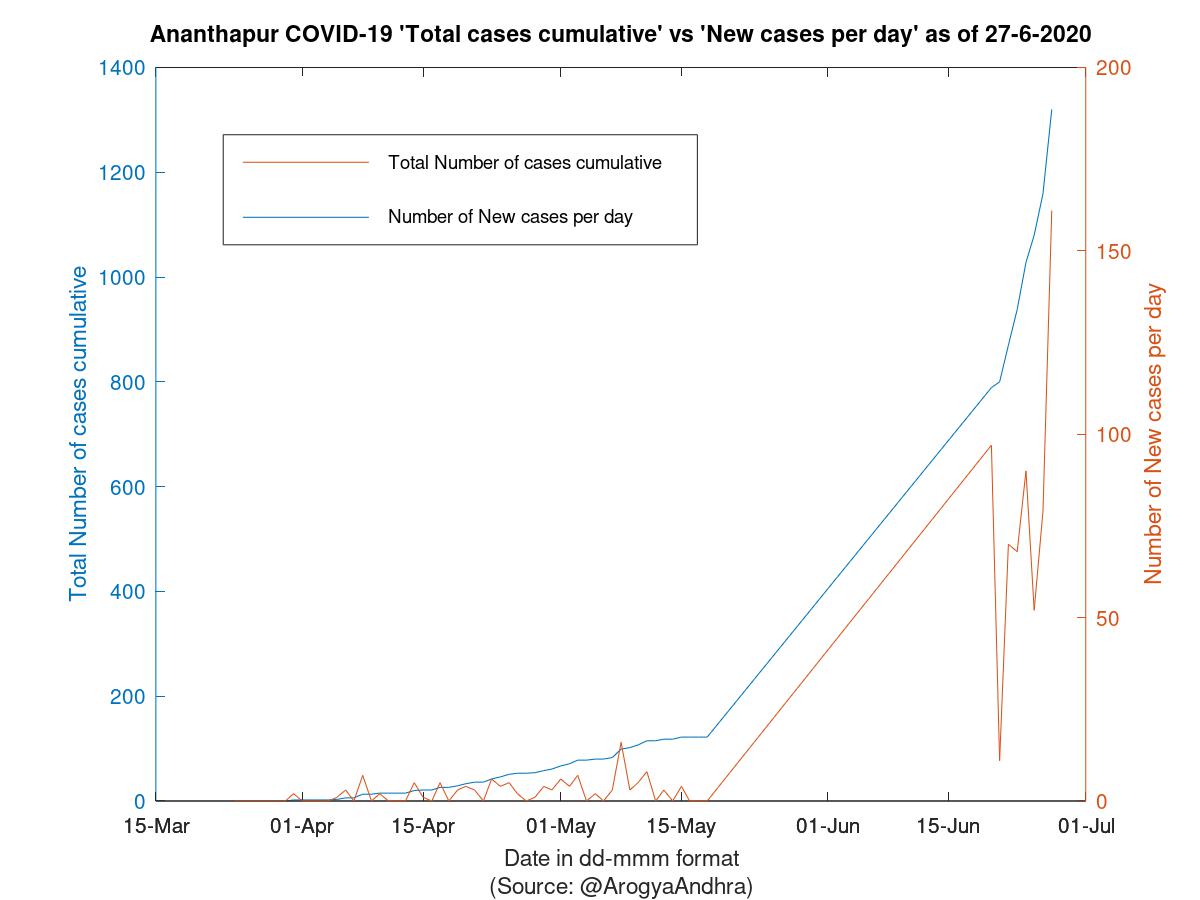 Ananthapur COVID-19 'Total cases cumulative' vs 'New cases per day' as of 27-6-2020
1400
1200
1000
800
600
400
200
0
Total Number of cases cumulative
Total Number of cases cumulative
Number of New cases per day
200
150
100
50
0
Number of New cases per day
15-Mar 01-Apr 15-Apr 01-May 15-May 01-Jun 15-Jun 01-Jul
Date in dd-mmm format
(Source: @ArogyaAndhra)